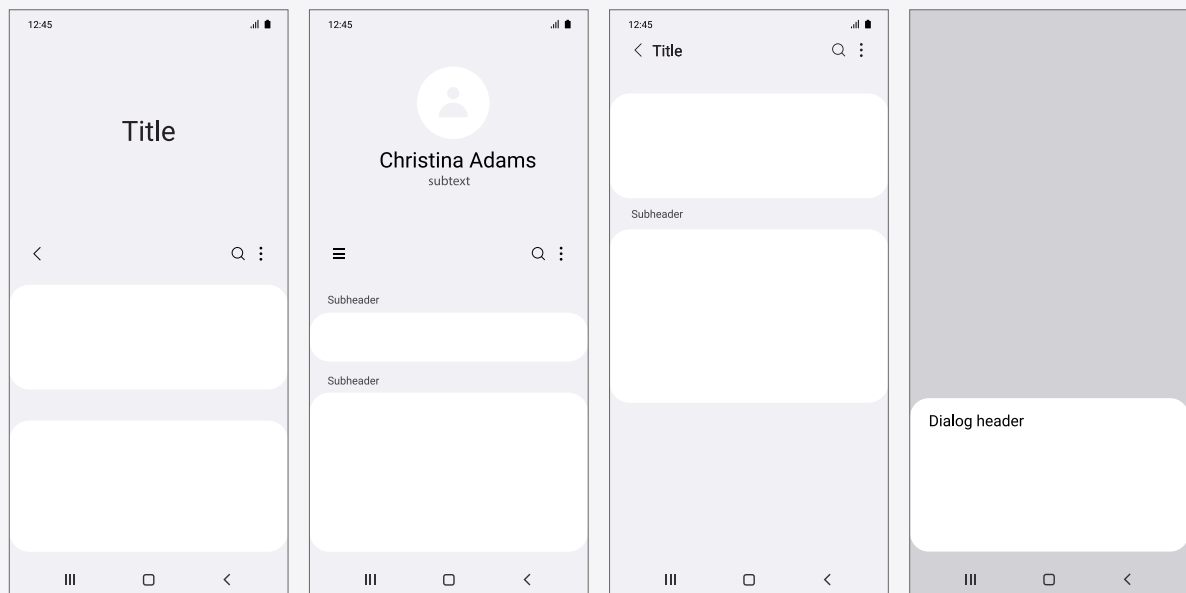 12:45
Title
12:45
Christina Adams
subtext
Subheader
Subheader
12:45
Title
Subheader
Dialog header